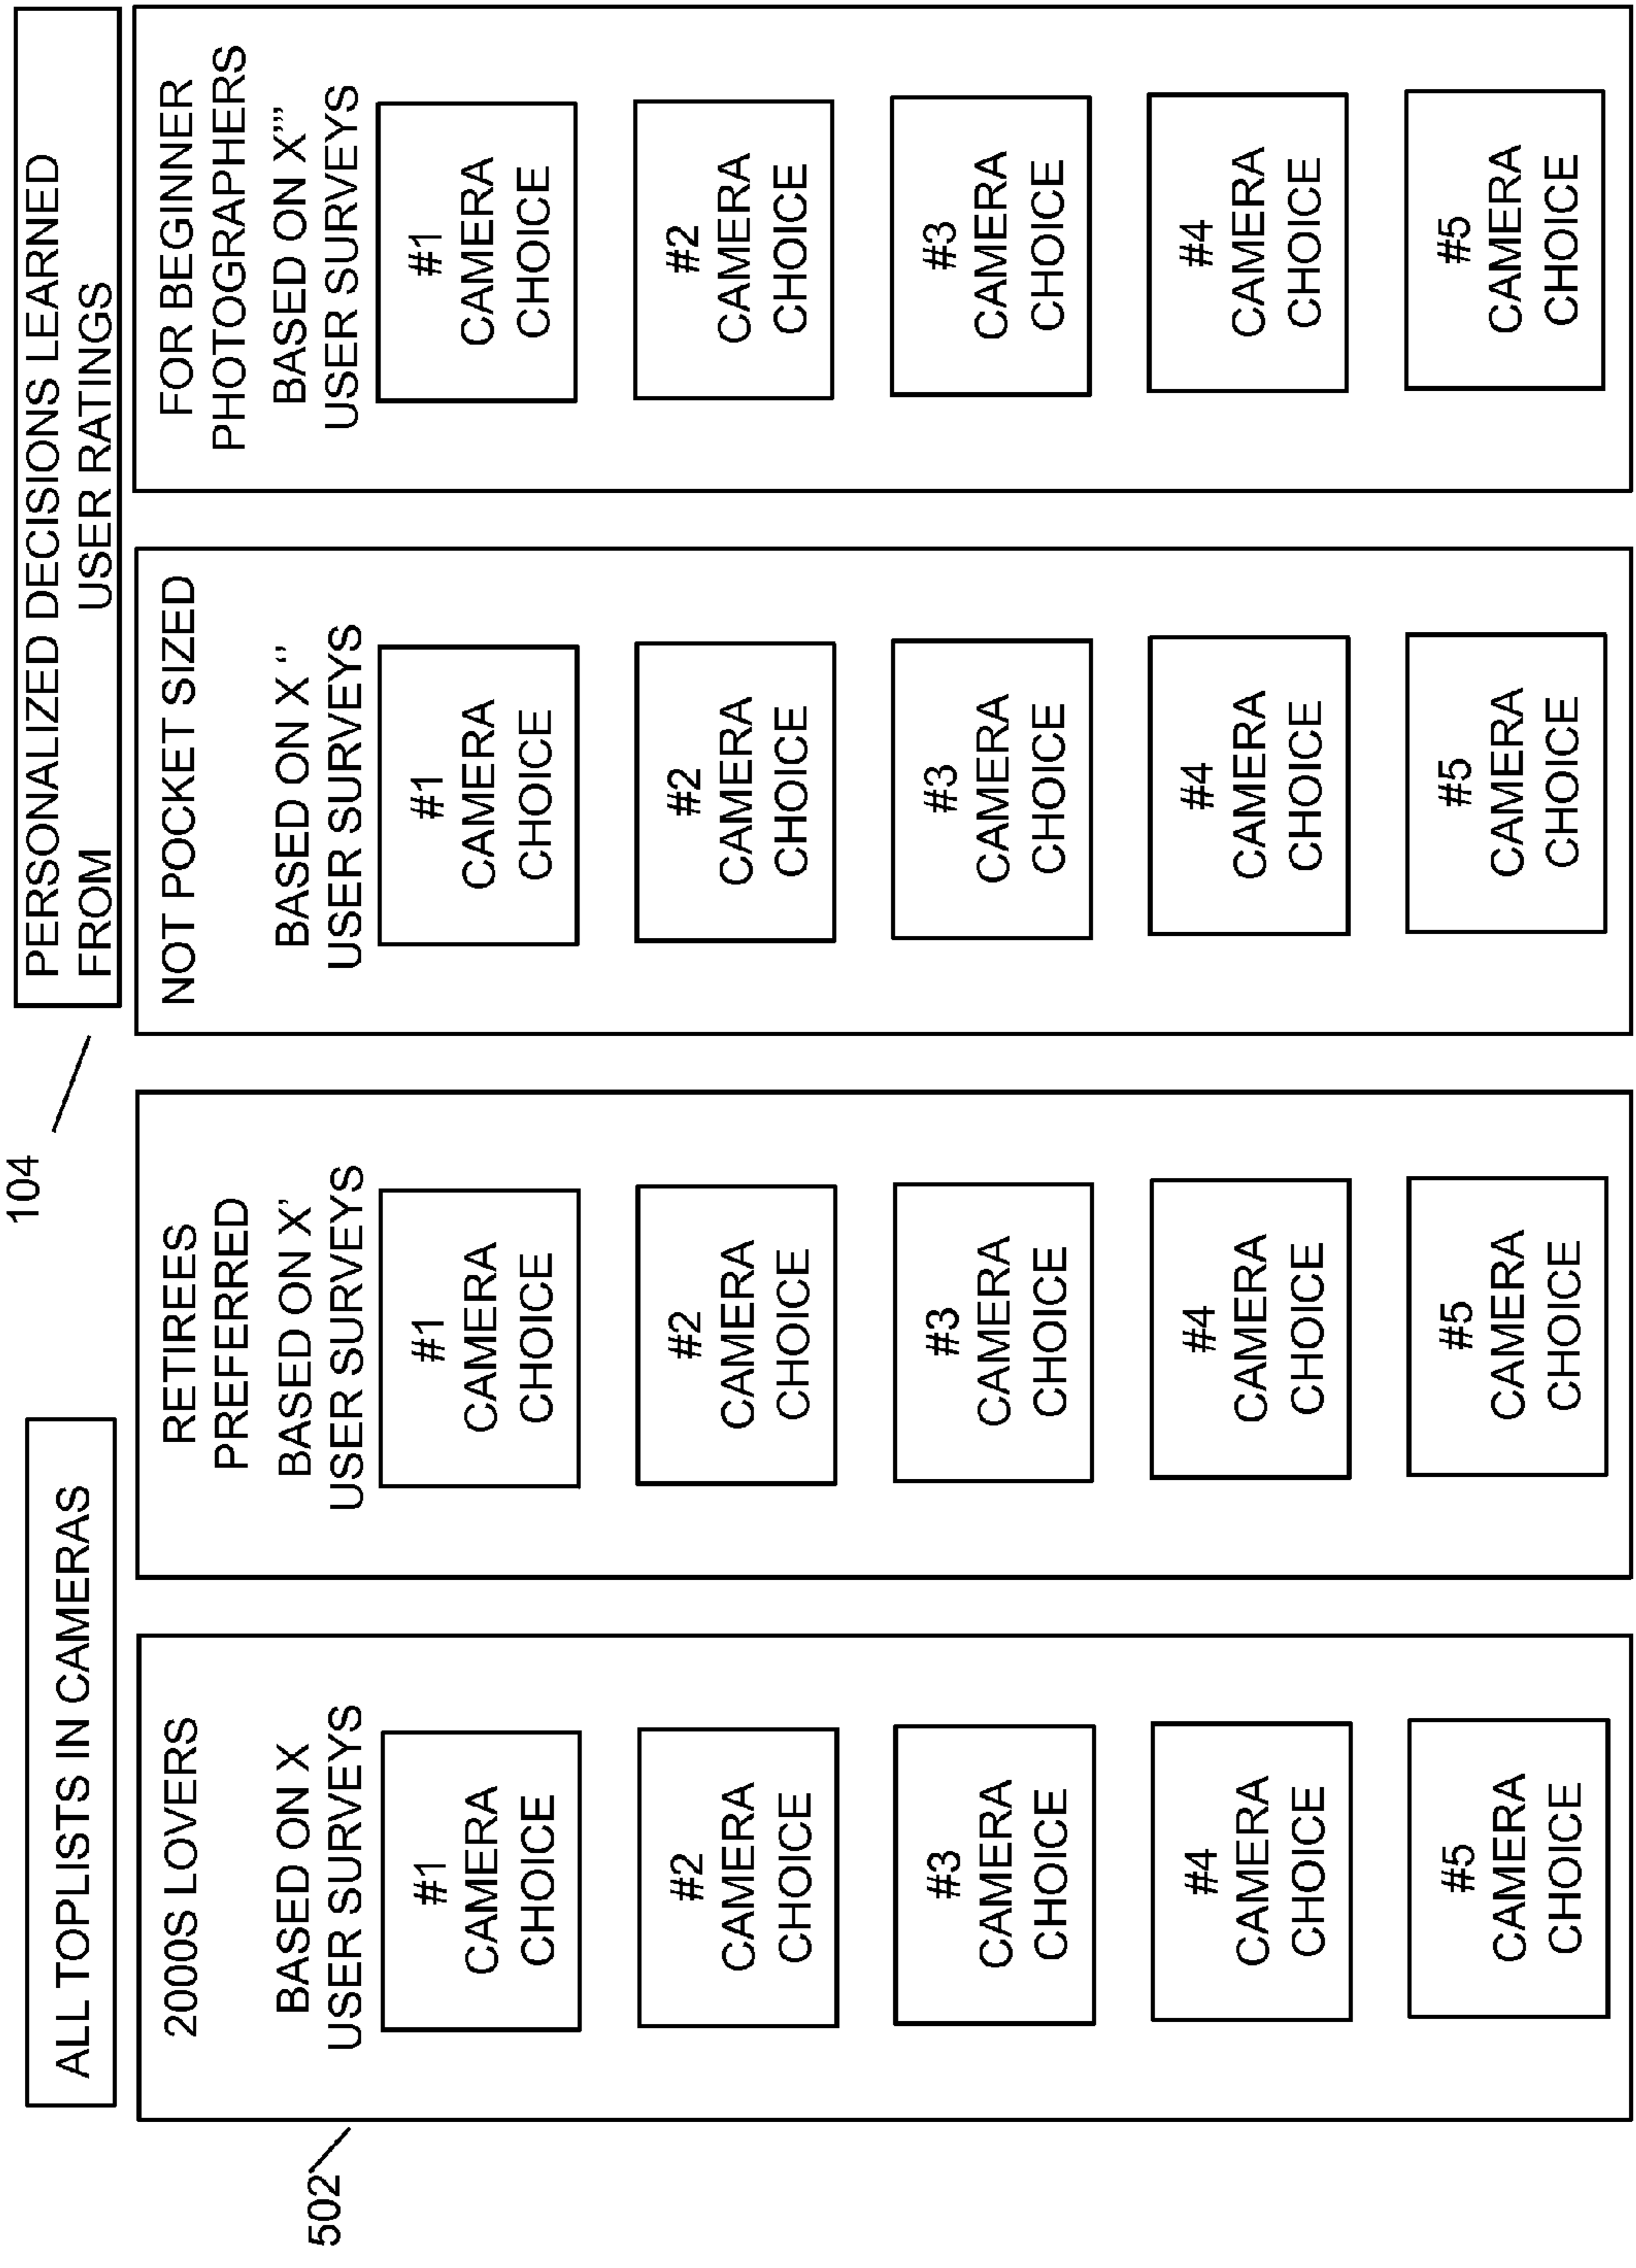 ALL TOPLISTS IN CAMERAS
104
PERSONALIZED DECISIONS LEARNED
FROM USER RATINGS
502
2000S LOVERS
BASED ON X
USER SURVEYS
#1
CAMERA
CHOICE
#2
CAMERA
CHOICE
#3
CAMERA
CHOICE
#4
CAMERA
CHOICE
#5
CAMERA
CHOICE
RETIREES
PREFERRED
BASED ON X'
USER SURVEYS
#1
CAMERA
CHOICE
#2
CAMERA
CHOICE
#3
CAMERA
CHOICE
#4
CAMERA
CHOICE
#5
CAMERA
CHOICE
NOT POCKET SIZED
BASED ON X ‘’
USER SURVEYS
#1
CAMERA
CHOICE
#2
CAMERA
CHOICE
#3
CAMERA
CHOICE
#4
CAMERA
CHOICE
#5
CAMERA
CHOICE
FOR BEGINNER
PHOTOGRAPHERS
BASED ON X’’’
USER SURVEYS
#1
CAMERA
CHOICE
#2
CAMERA
CHOICE
#3
CAMERA
CHOICE
#4
CAMERA
CHOICE
#5
CAMERA
CHOICE